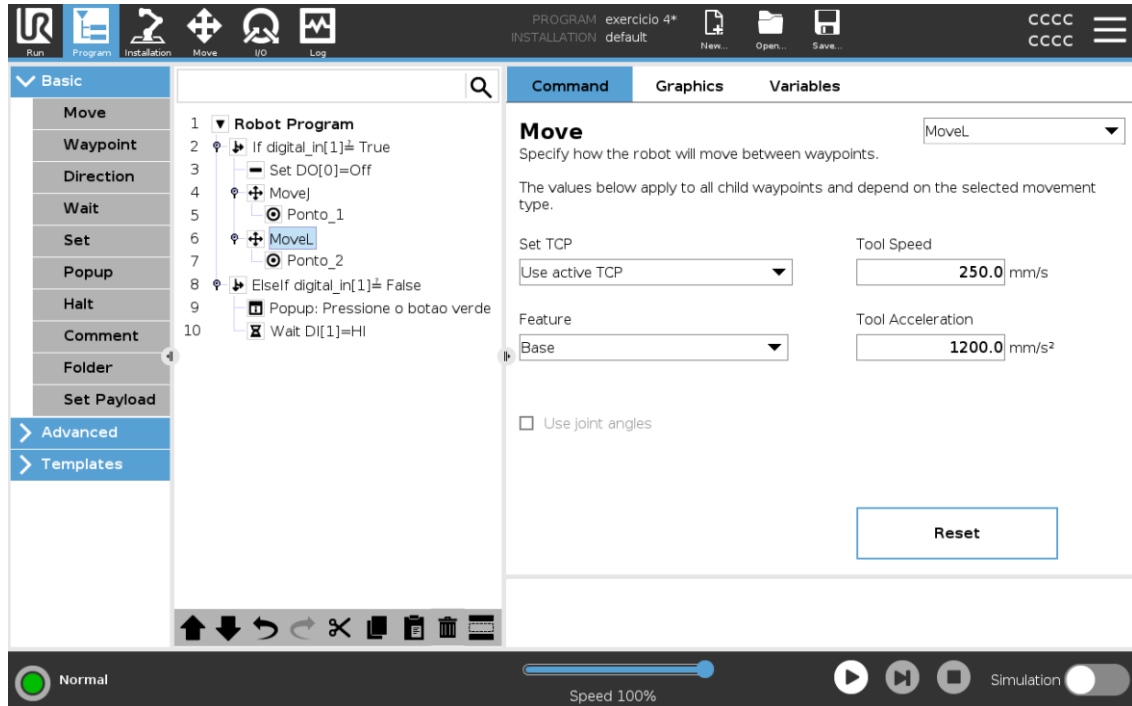 PROGRAM exercicio 4*
INSTALLATION default
Run Program Installation Move I/O Log
New... Open... Save...
CCCC
CCCC
Basic
Move
Waypoint
Direction
Wait
Set
Popup
Halt
Comment
Folder
Set Payload
Advanced
Templates
1 Robot Program
2 If digital_in[1]≟ True
3 Set DO[0]=Off
4 MoveJ
5 Ponto_1
6 MoveL
7 Ponto_2
8 ElseIf digital_in[1]≟ False
9 Popup: Pressione o botao verde
10 Wait DI[1]=HI
Command Graphics Variables
Move
MoveL
Specify how the robot will move between waypoints.
The values below apply to all child waypoints and depend on the selected movement
type.
Set TCP
Use active TCP
Tool Speed
250.0 mm/s
Feature
Base
Tool Acceleration
1200.0 mm/s²
Use joint angles
Reset
Normal
Speed 100%
Simulation